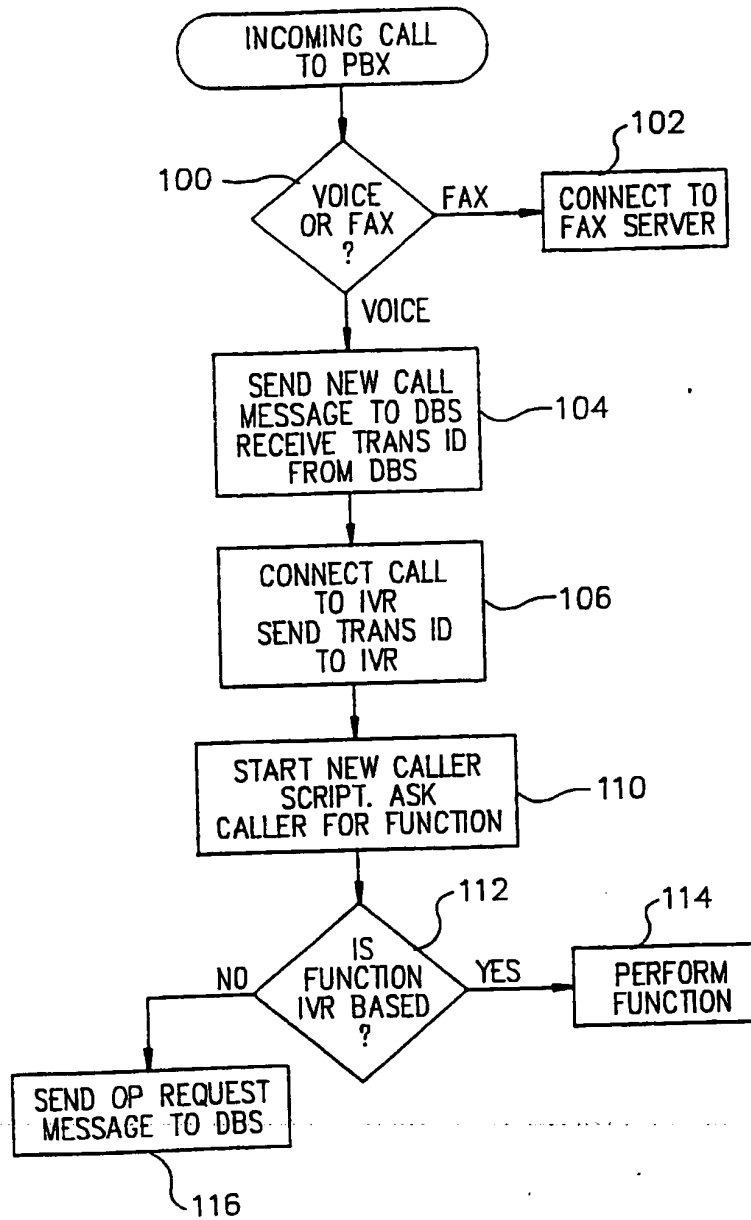 INCOMING CALL
TO PBX
102
100
VOICE
OR FAX
?
FAX
CONNECT TO
FAX SERVER
VOICE
SEND NEW CALL
MESSAGE TO DBS
RECEIVE TRANS ID
FROM DBS
104
CONNECT CALL
TO IVR
SEND TRANS ID
TO IVR
106
START NEW CALLER
SCRIPT. ASK
CALLER FOR FUNCTION
110
112
IS
FUNCTION
IVR BASED
?
NO
YES
114
PERFORM
FUNCTION
SEND OP REQUEST
MESSAGE TO DBS
116